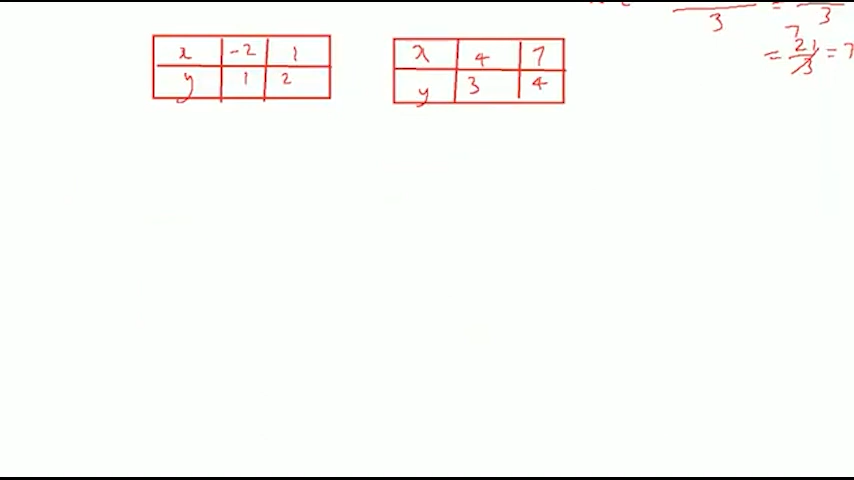 3 = 3
= 7 21/3 = 7
x -2 1
y 1 2
x 4 7
y 3 4